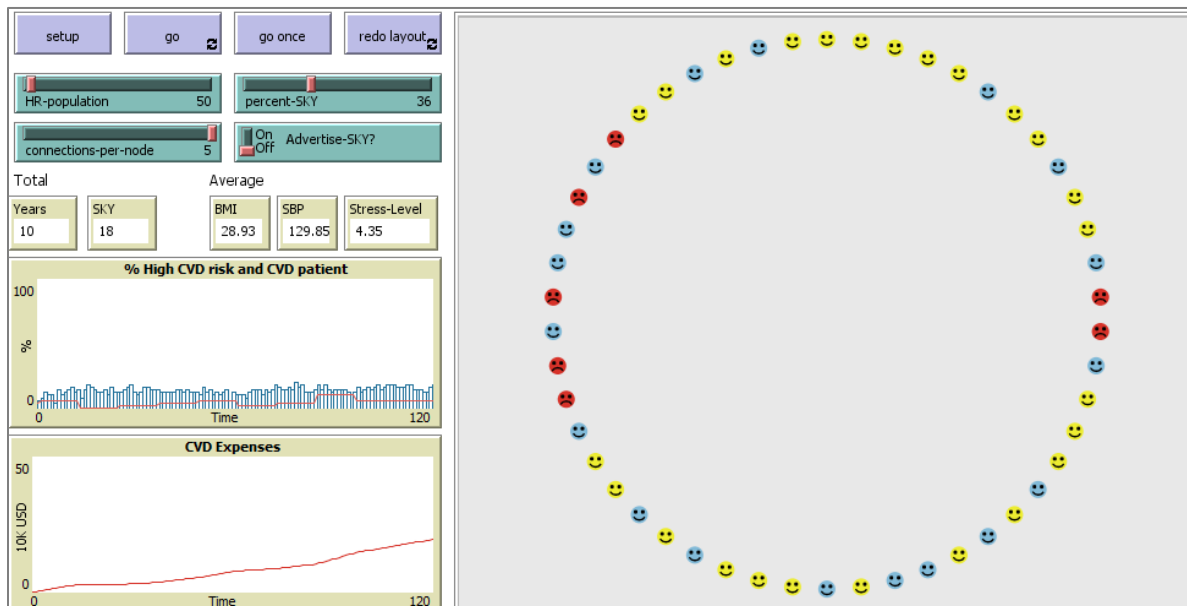 setup go go once redo layout
HR-population 50 percent-SKY 36
connections-per-node 5 On Off Advertise-SKY?
Total Average
Years SKY BMI SBP Stress-Level
10 18 28.93 129.85 4.35
% High CVD risk and CVD patient
100
%
0
0 Time 120
CVD Expenses
50
10K USD
0
0 Time 120